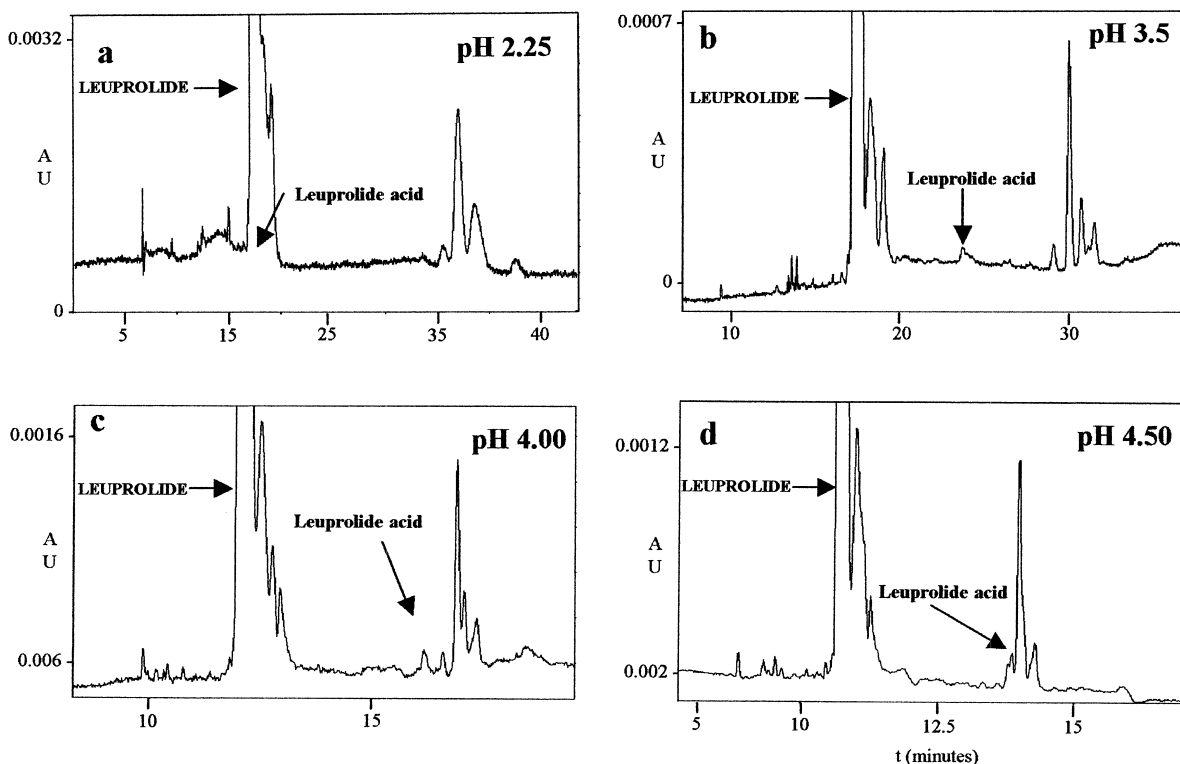 a
pH 2.25
0.0032
LEUPROLIDE
A
U
Leuprolide acid
0
5 15 25 35 40
b
pH 3.5
0.0007
LEUPROLIDE
A
U
Leuprolide acid
0
10 20 30
c
pH 4.00
0.0016
LEUPROLIDE
Leuprolide acid
A
U
0.006
10 15
d
pH 4.50
0.0012
LEUPROLIDE
A
U
Leuprolide acid
0.002
5 10 12.5 15
t (minutes)